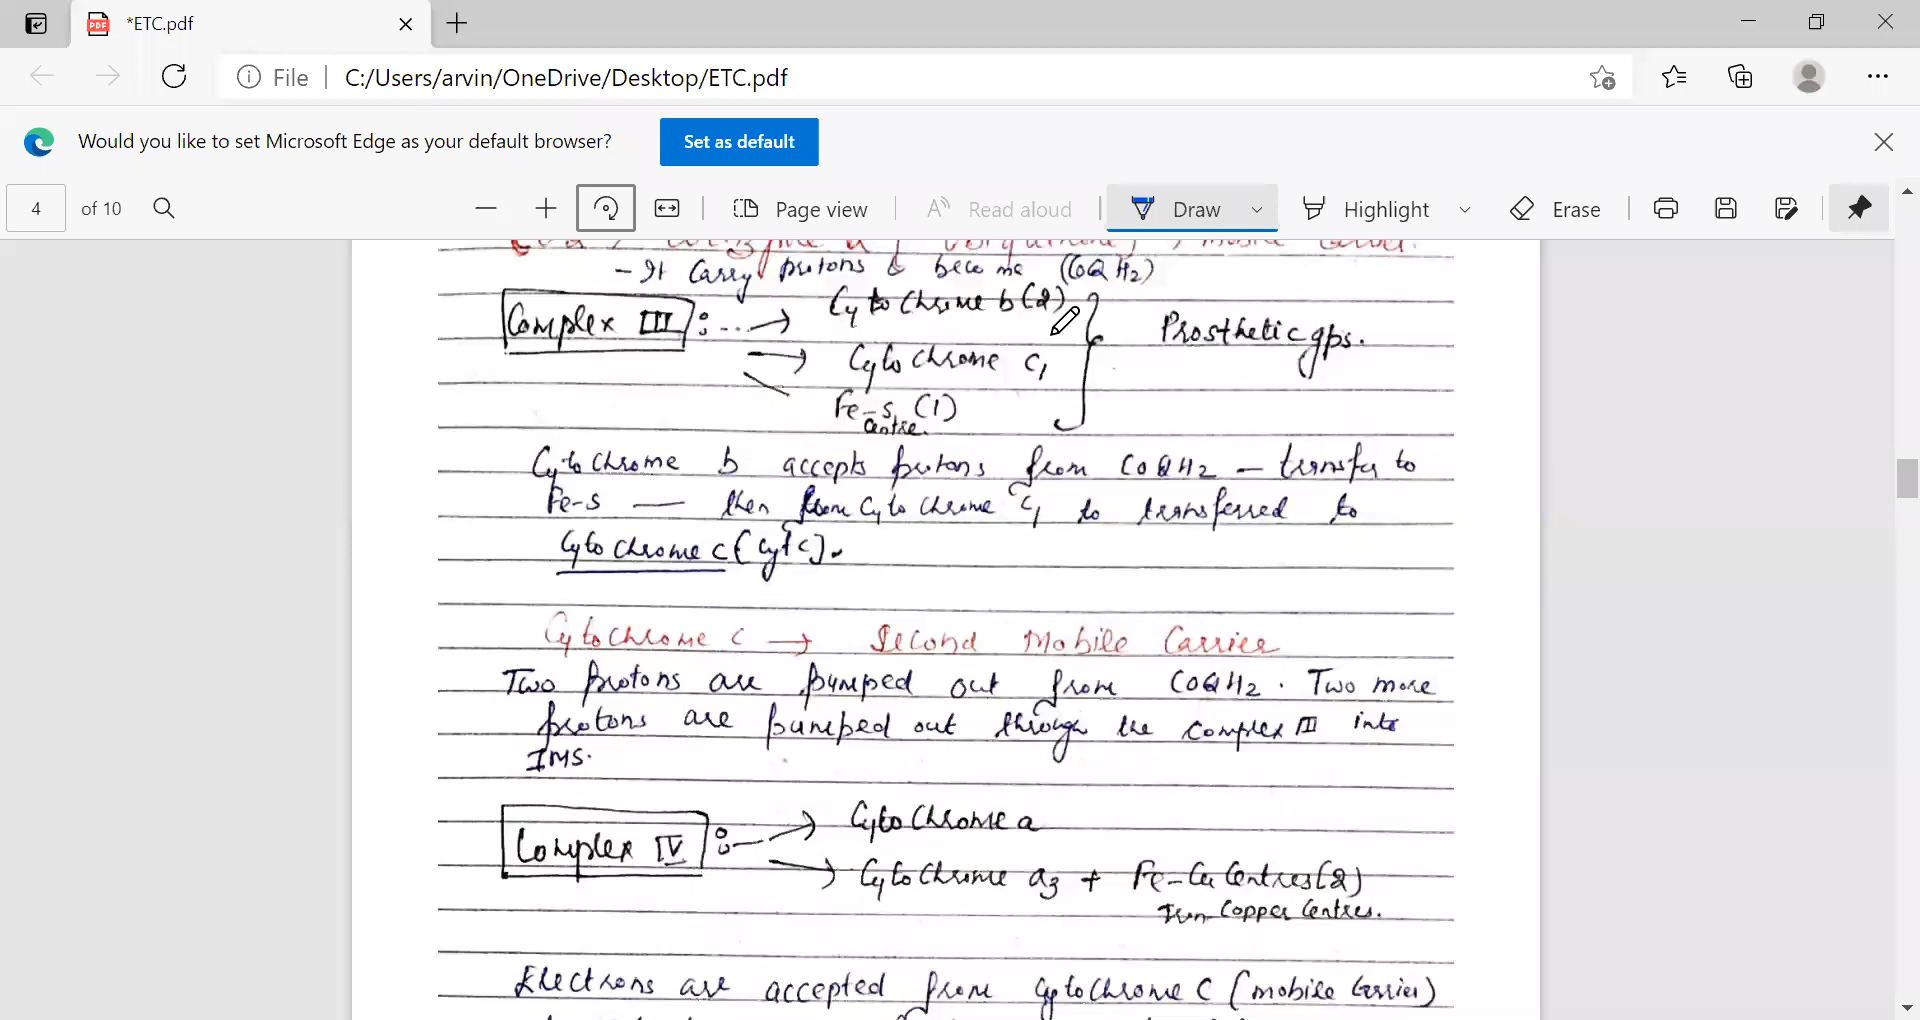 *ETC.pdf
File | C:/Users/arvin/OneDrive/Desktop/ETC.pdf
Would you like to set Microsoft Edge as your default browser? Set as default
4 of 10 Page view Read aloud Draw Highlight Erase
mobile carrier.
- It Carry protons & become (CoQH2)
Complex III : ... → Cytochrome b(2) } Prosthetic gps.
→ Cytochrome c1
Fe-S (1)
Centre.
Cytochrome b accepts protons from CoQH2 - transfer to
Fe-S — then from Cytochrome C1 to transferred to
Cytochrome c [Cyt c].
Cytochrome c → Second Mobile Carrier
Two protons are pumped out from CoQH2. Two more
protons are pumped out through the complex III into
IMS.
Complex IV : → Cytochrome a
→ Cytochrome a3 + Fe-Cu Centres(2)
Iron Copper Centres.
Electrons are accepted from Cytochrome C (mobile Carrier)